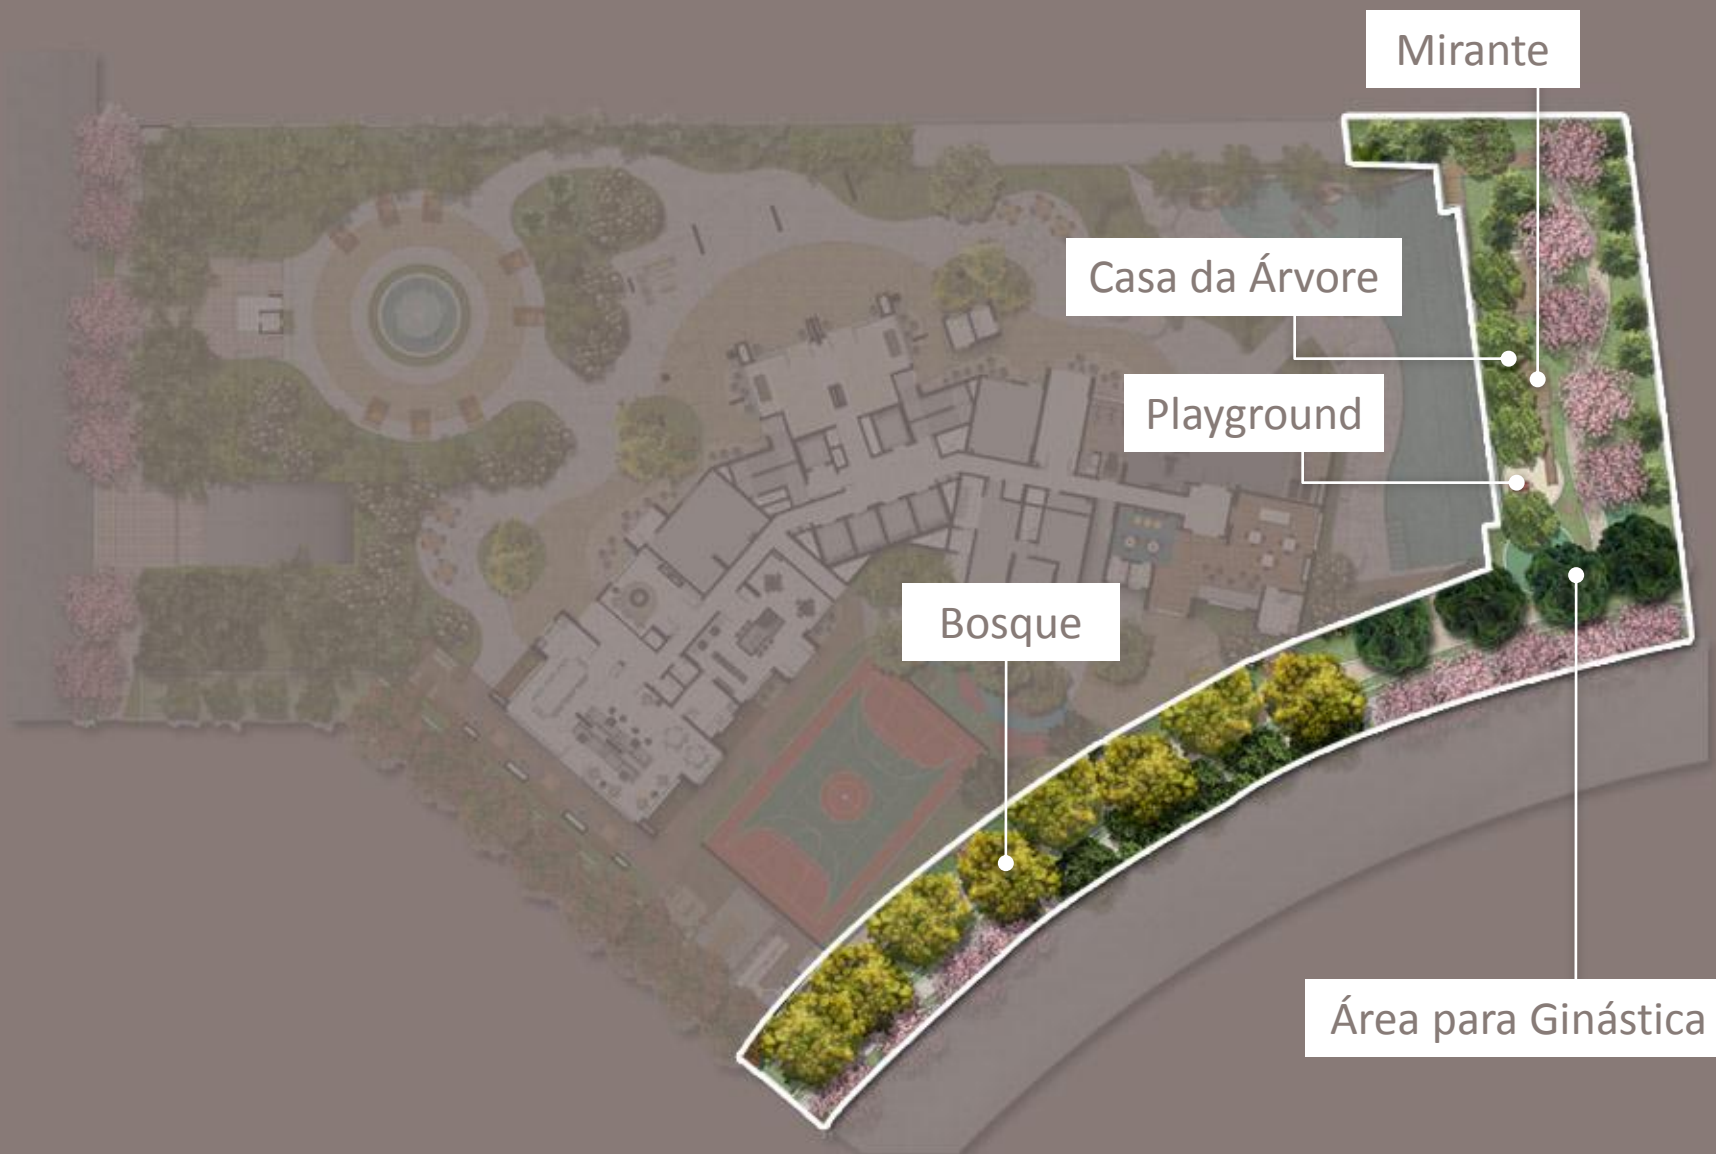 Mirante
Casa da Árvore
Playground
Bosque
Área para Ginástica